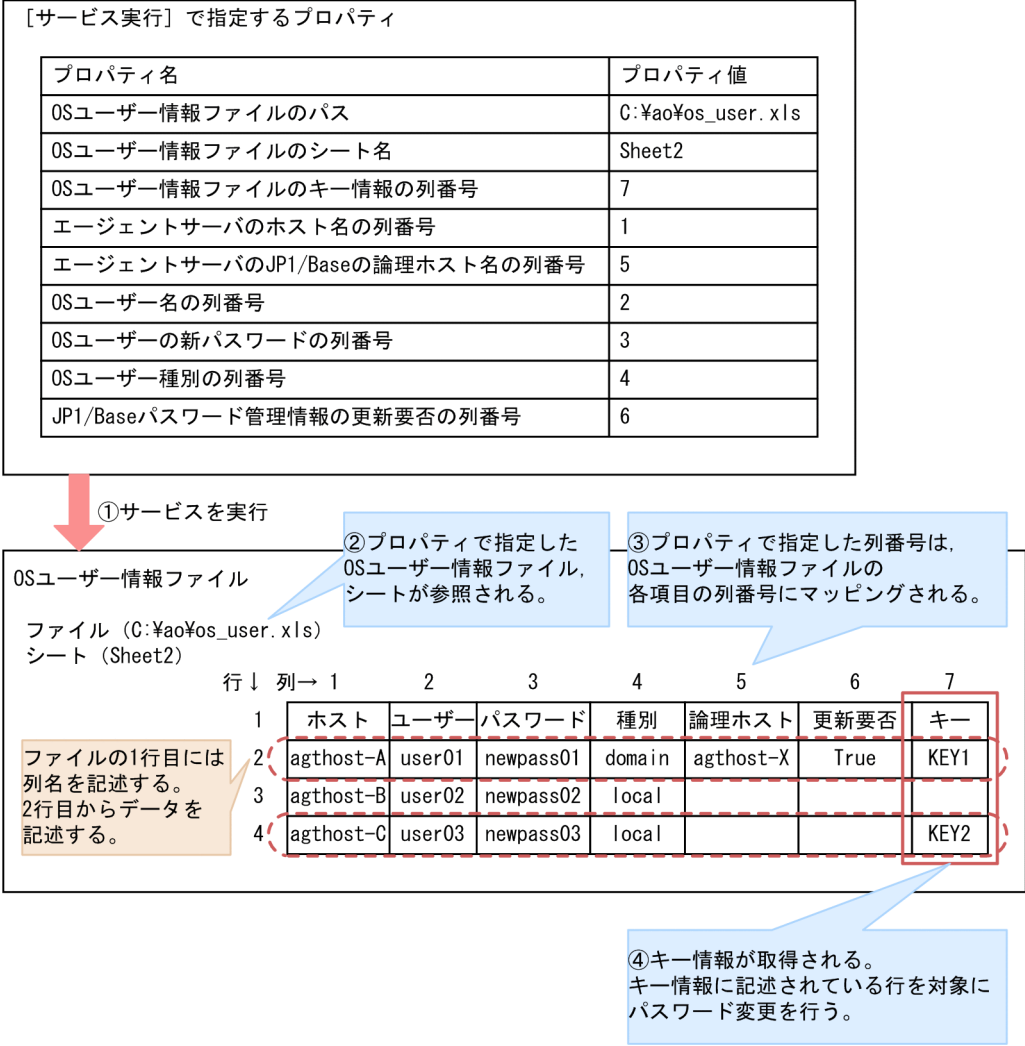 ［サービス実行］で指定するプロパティ
プロパティ名 プロパティ値
OSユーザー情報ファイルのパス C:¥ao¥os_user.xls
OSユーザー情報ファイルのシート名 Sheet2
OSユーザー情報ファイルのキー情報の列番号 7
エージェントサーバのホスト名の列番号 1
エージェントサーバのJP1/Baseの論理ホスト名の列番号 5
OSユーザー名の列番号 2
OSユーザーの新パスワードの列番号 3
OSユーザー種別の列番号 4
JP1/Baseパスワード管理情報の更新要否の列番号 6
①サービスを実行
②プロパティで指定した
OSユーザー情報ファイル,
シートが参照される。
③プロパティで指定した列番号は,
OSユーザー情報ファイルの
各項目の列番号にマッピングされる。
OSユーザー情報ファイル
ファイル（C:¥ao¥os_user.xls）
シート（Sheet2）
行↓ 列→ 1 2 3 4 5 6 7
1 ホスト ユーザー パスワード 種別 論理ホスト 更新要否 キー
2 agthost-A user01 newpass01 domain agthost-X True KEY1
3 agthost-B user02 newpass02 local
4 agthost-C user03 newpass03 local KEY2
ファイルの1行目には
列名を記述する。
2行目からデータを
記述する。
④キー情報が取得される。
キー情報に記述されている行を対象に
パスワード変更を行う。